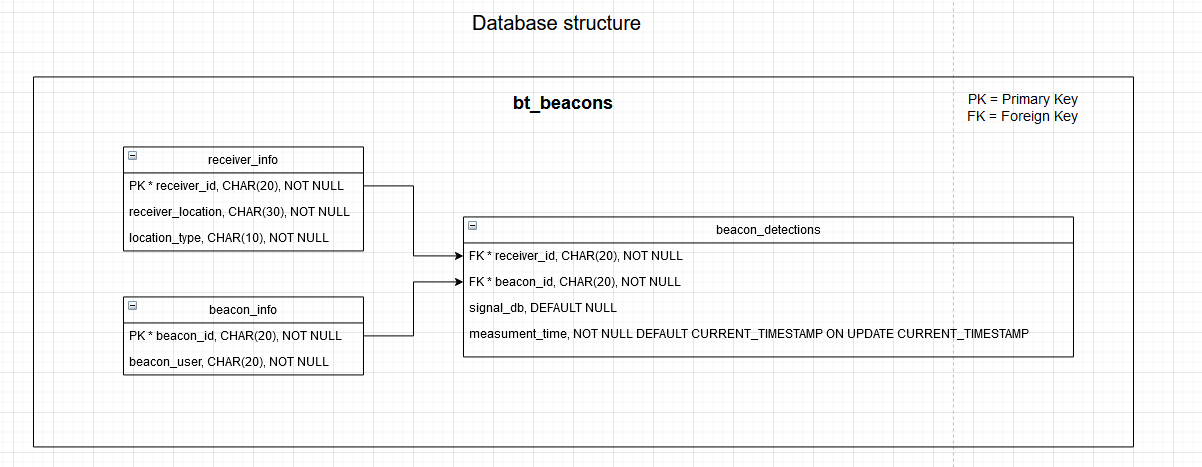 Database structure
bt_beacons
PK = Primary Key
FK = Foreign Key
receiver_info
PK * receiver_id, CHAR(20), NOT NULL
receiver_location, CHAR(30), NOT NULL
location_type, CHAR(10), NOT NULL
beacon_info
PK * beacon_id, CHAR(20), NOT NULL
beacon_user, CHAR(20), NOT NULL
beacon_detections
FK * receiver_id, CHAR(20), NOT NULL
FK * beacon_id, CHAR(20), NOT NULL
signal_db, DEFAULT NULL
measument_time, NOT NULL DEFAULT CURRENT_TIMESTAMP ON UPDATE CURRENT_TIMESTAMP